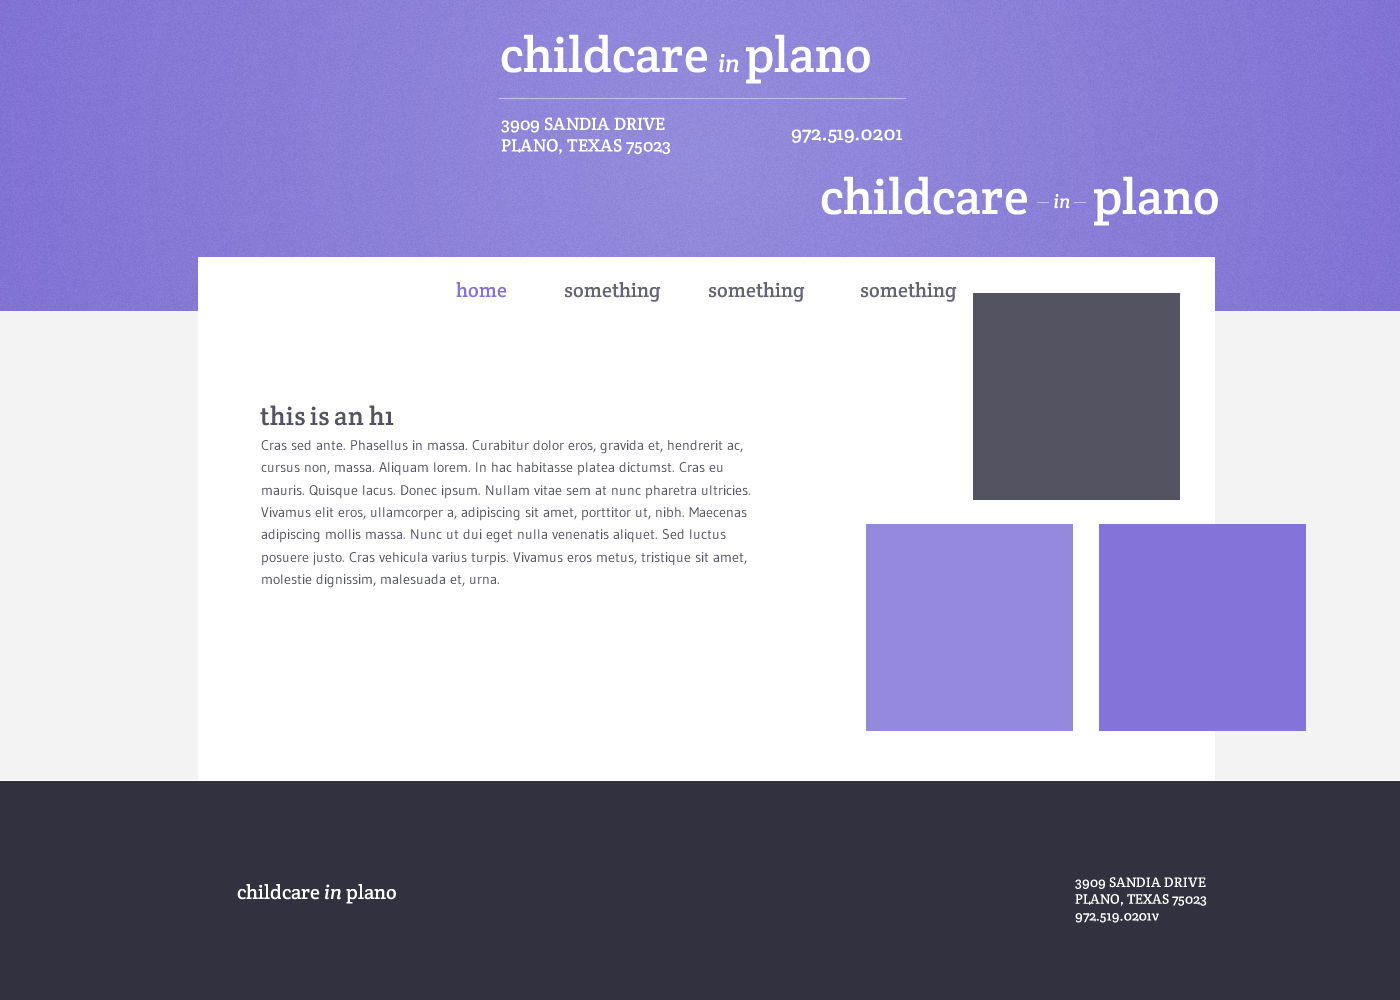 childcare in plano
3909 SANDIA DRIVE
PLANO, TEXAS 75023
972.519.0201
childcare – in – plano
home something something something
this is an h1
Cras sed ante. Phasellus in massa. Curabitur dolor eros, gravida et, hendrerit ac,
cursus non, massa. Aliquam lorem. In hac habitasse platea dictumst. Cras eu
mauris. Quisque lacus. Donec ipsum. Nullam vitae sem at nunc pharetra ultricies.
Vivamus elit eros, ullamcorper a, adipiscing sit amet, porttitor ut, nibh. Maecenas
adipiscing mollis massa. Nunc ut dui eget nulla venenatis aliquet. Sed luctus
posuere justo. Cras vehicula varius turpis. Vivamus eros metus, tristique sit amet,
molestie dignissim, malesuada et, urna.
childcare in plano
3909 SANDIA DRIVE
PLANO, TEXAS 75023
972.519.0201v